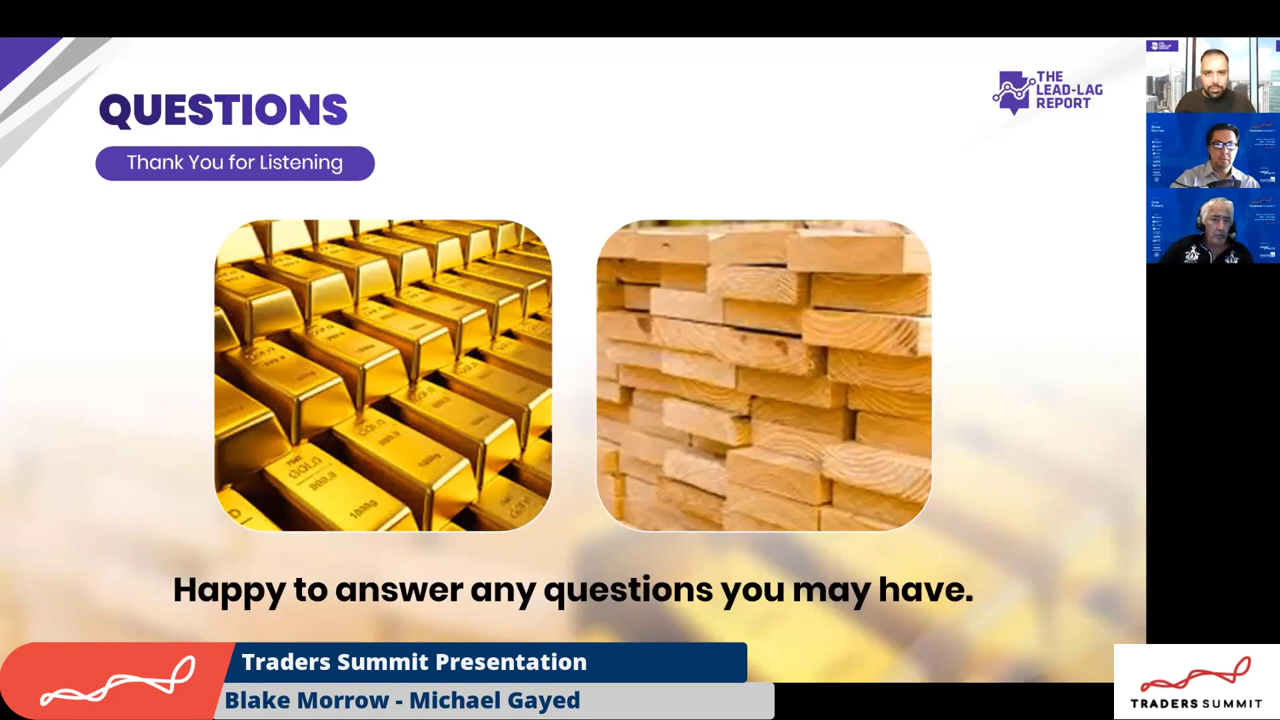 QUESTIONS
Thank You for Listening
THE
LEAD-LAG
REPORT
Happy to answer any questions you may have.
Traders Summit Presentation
Blake Morrow - Michael Gayed
TRADERS SUMMIT